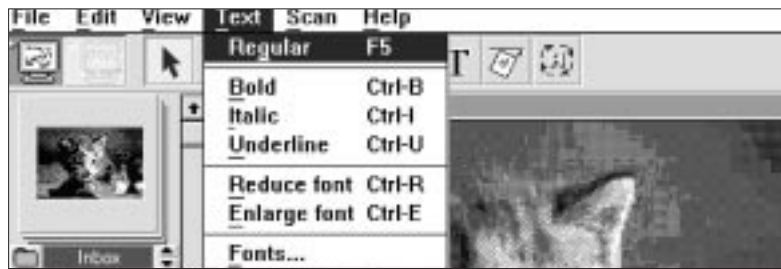 File Edit View Text Scan Help
Regular F5
T
Bold Ctrl-B
Italic Ctrl-I
Underline Ctrl-U
Reduce font Ctrl-R
Enlarge font Ctrl-E
Inbox
Fonts...